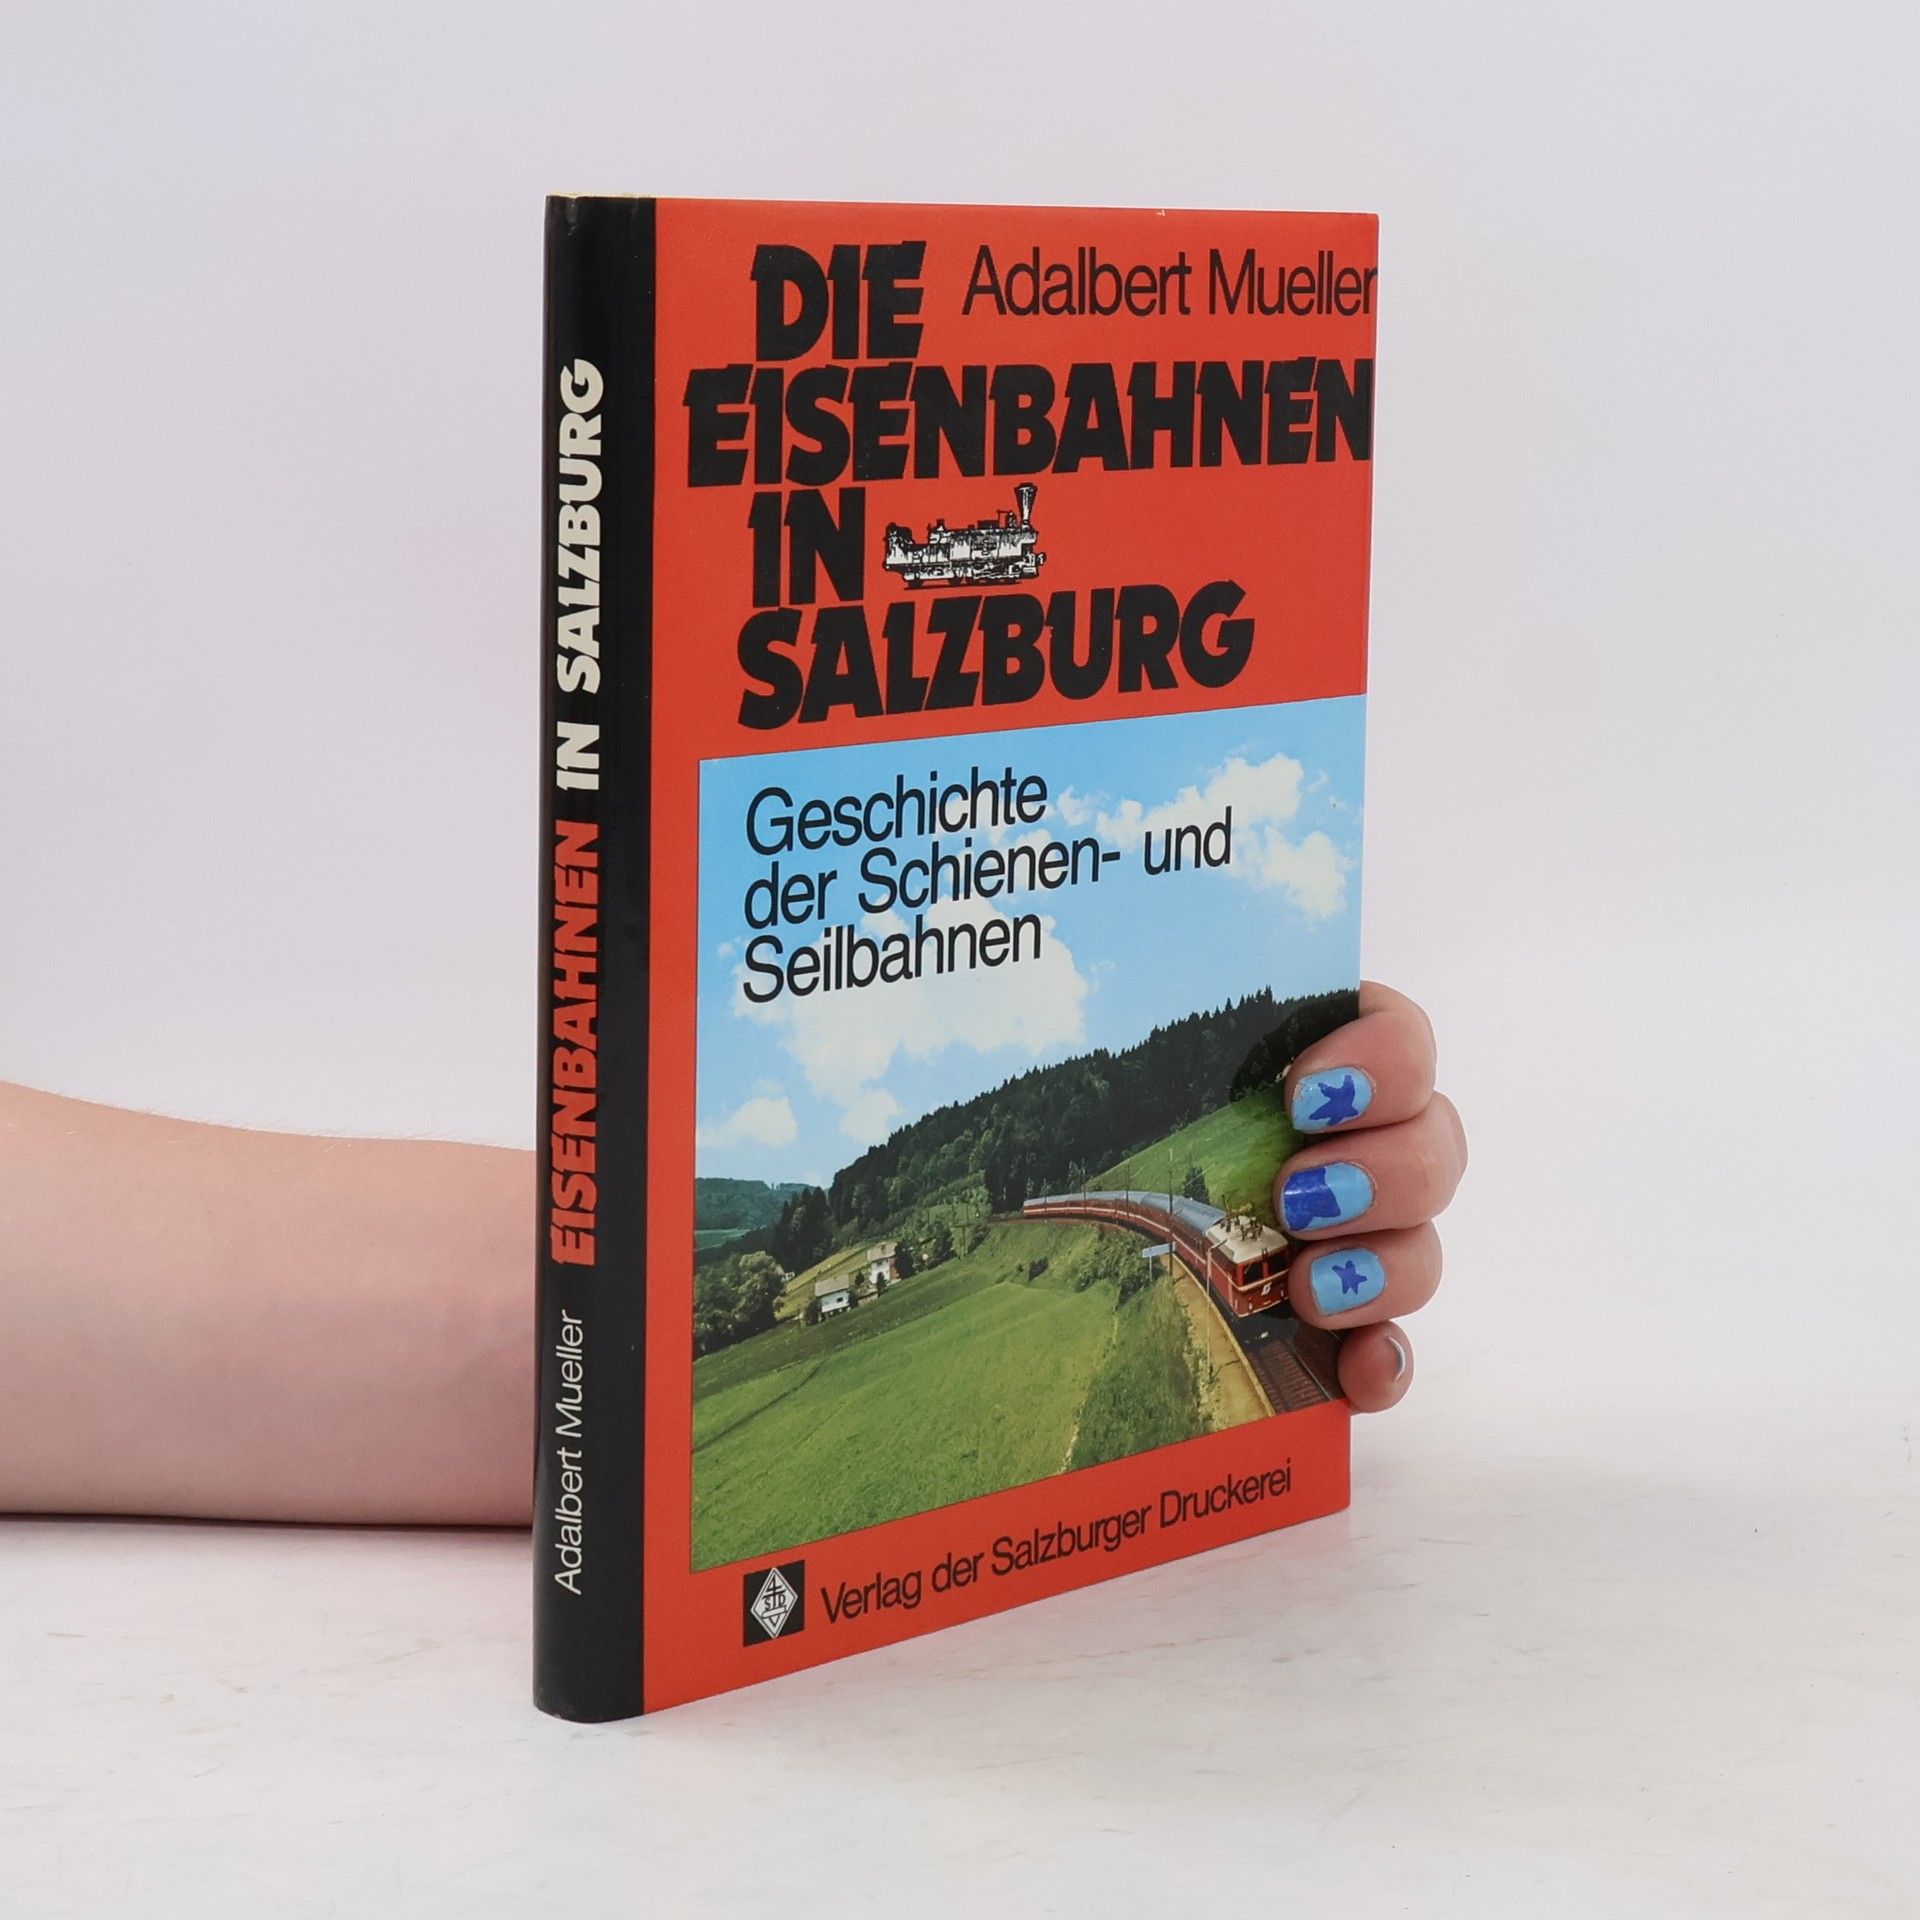 EISENBAHNEN IN SALZBURG
Adalbert Mueller
DIE
Adalbert Mueller
EISENBAHNEN
IN
SALZBURG
Geschichte
der Schienen- und
Seilbahnen
SDV
Verlag der Salzburger Druckerei